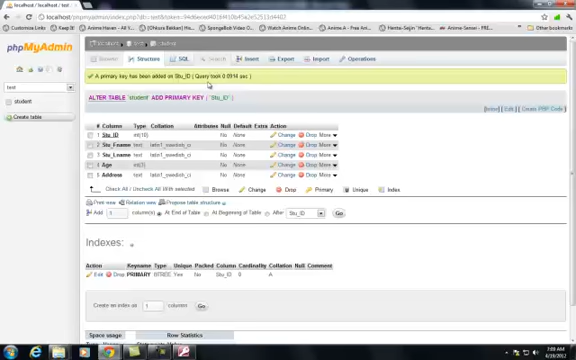 localhost/phpmyadmin/index.php?db=test&token=
Customize Links
Other bookmarks
phpMyAdmin
test
student
Create table
Browse
Structure
SQL
Search
Insert
Export
Import
Operations
A primary key has been added on Stu_ID ( Query took 0.0914 sec )
ALTER TABLE `student` ADD PRIMARY KEY ( `Stu_ID` )
[Inline] [ Edit ] [ Create PHP Code ]
# Column Type Collation Attributes Null Default Extra Action
1 Stu_ID int(10) No None Change Drop More
2 Stu_Fname text latin1_swedish_ci No None Change Drop More
3 Stu_Lname text latin1_swedish_ci No None Change Drop More
4 Age int(3) No None Change Drop More
5 Address text latin1_swedish_ci No None Change Drop More
Check All / Uncheck All With selected: Browse Change Drop Primary Unique Index
Print view Relation view Propose table structure
Add 1 column(s) At End of Table At Beginning of Table After Stu_ID Go
Indexes:
Action Keyname Type Unique Packed Column Cardinality Collation Null Comment
Edit Drop PRIMARY BTREE Yes No Stu_ID 0 A
Create an index on 1 columns Go
Space usage
Row Statistics
7:09 AM